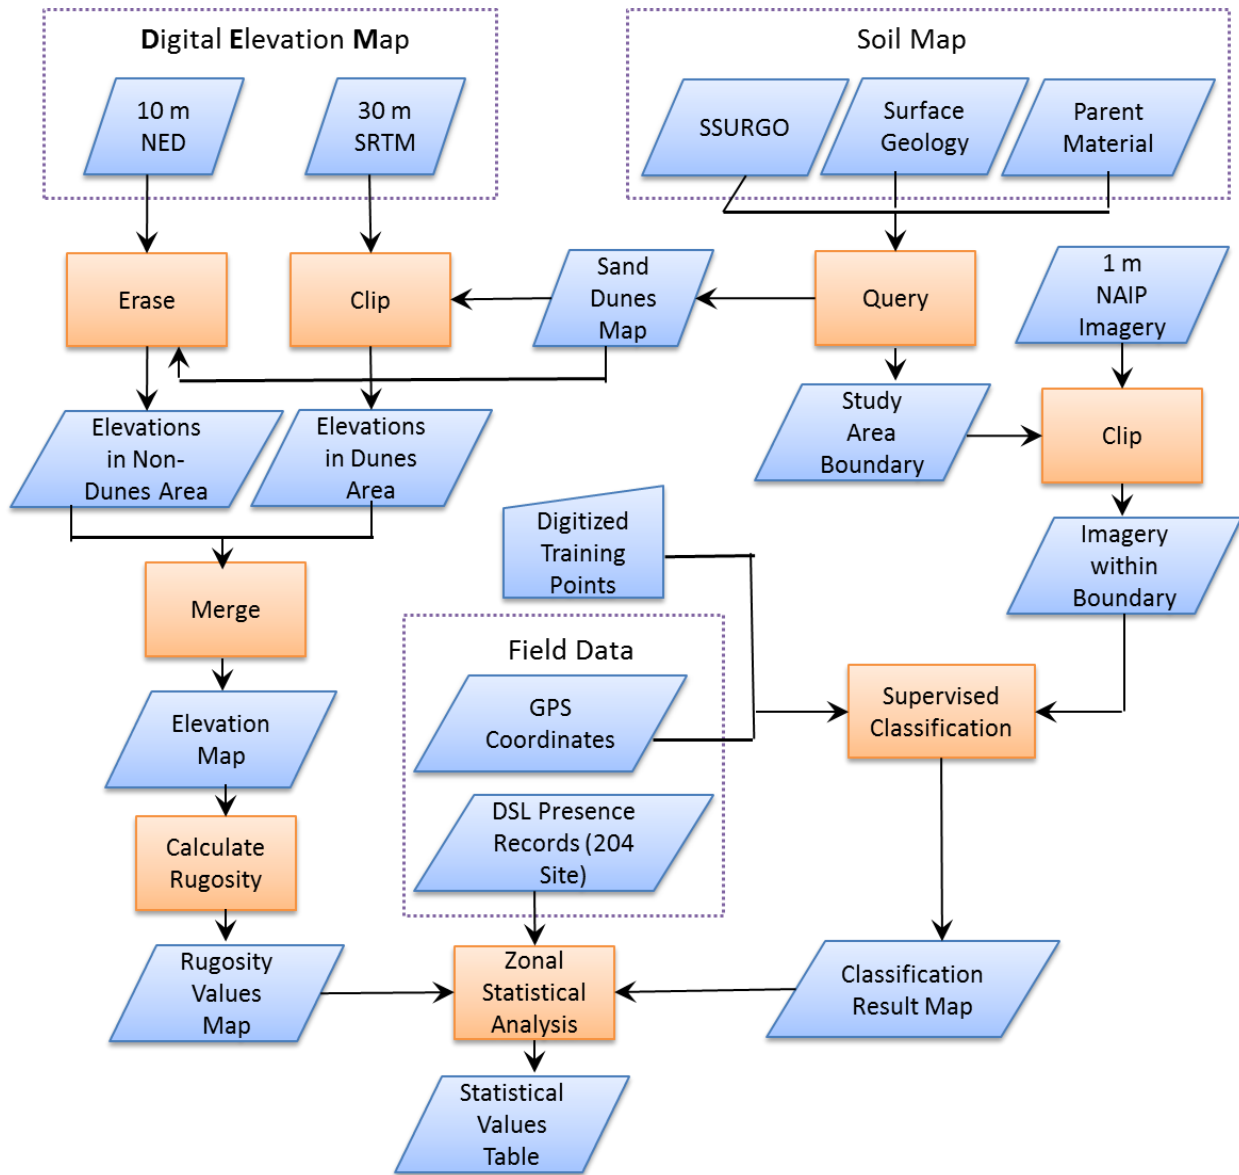 Digital Elevation Map
10 m
NED
30 m
SRTM
Soil Map
SSURGO
Surface
Geology
Parent
Material
Erase
Clip
Sand
Dunes
Map
Query
1 m
NAIP
Imagery
Elevations
in Non-
Dunes Area
Elevations
in Dunes
Area
Study
Area
Boundary
Clip
Digitized
Training
Points
Imagery
within
Boundary
Merge
Field Data
GPS
Coordinates
Supervised
Classification
Elevation
Map
DSL Presence
Records (204
Site)
Calculate
Rugosity
Rugosity
Values
Map
Zonal
Statistical
Analysis
Classification
Result Map
Statistical
Values
Table